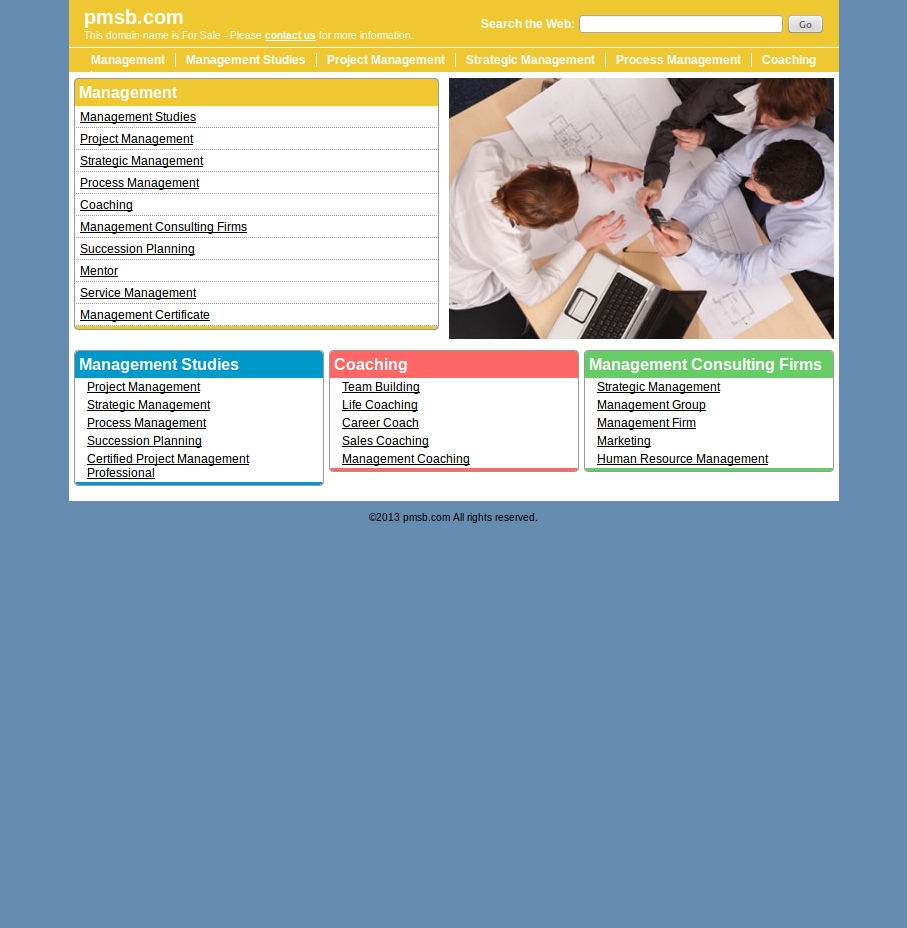 pmsb.com
This domain name is For Sale - Please contact us for more information.
Search the Web: Go
Management Management Studies Project Management Strategic Management Process Management Coaching
Management
Management Studies
Project Management
Strategic Management
Process Management
Coaching
Management Consulting Firms
Succession Planning
Mentor
Service Management
Management Certificate
Management Studies
Project Management
Strategic Management
Process Management
Succession Planning
Certified Project Management
Professional
Coaching
Team Building
Life Coaching
Career Coach
Sales Coaching
Management Coaching
Management Consulting Firms
Strategic Management
Management Group
Management Firm
Marketing
Human Resource Management
©2013 pmsb.com All rights reserved.